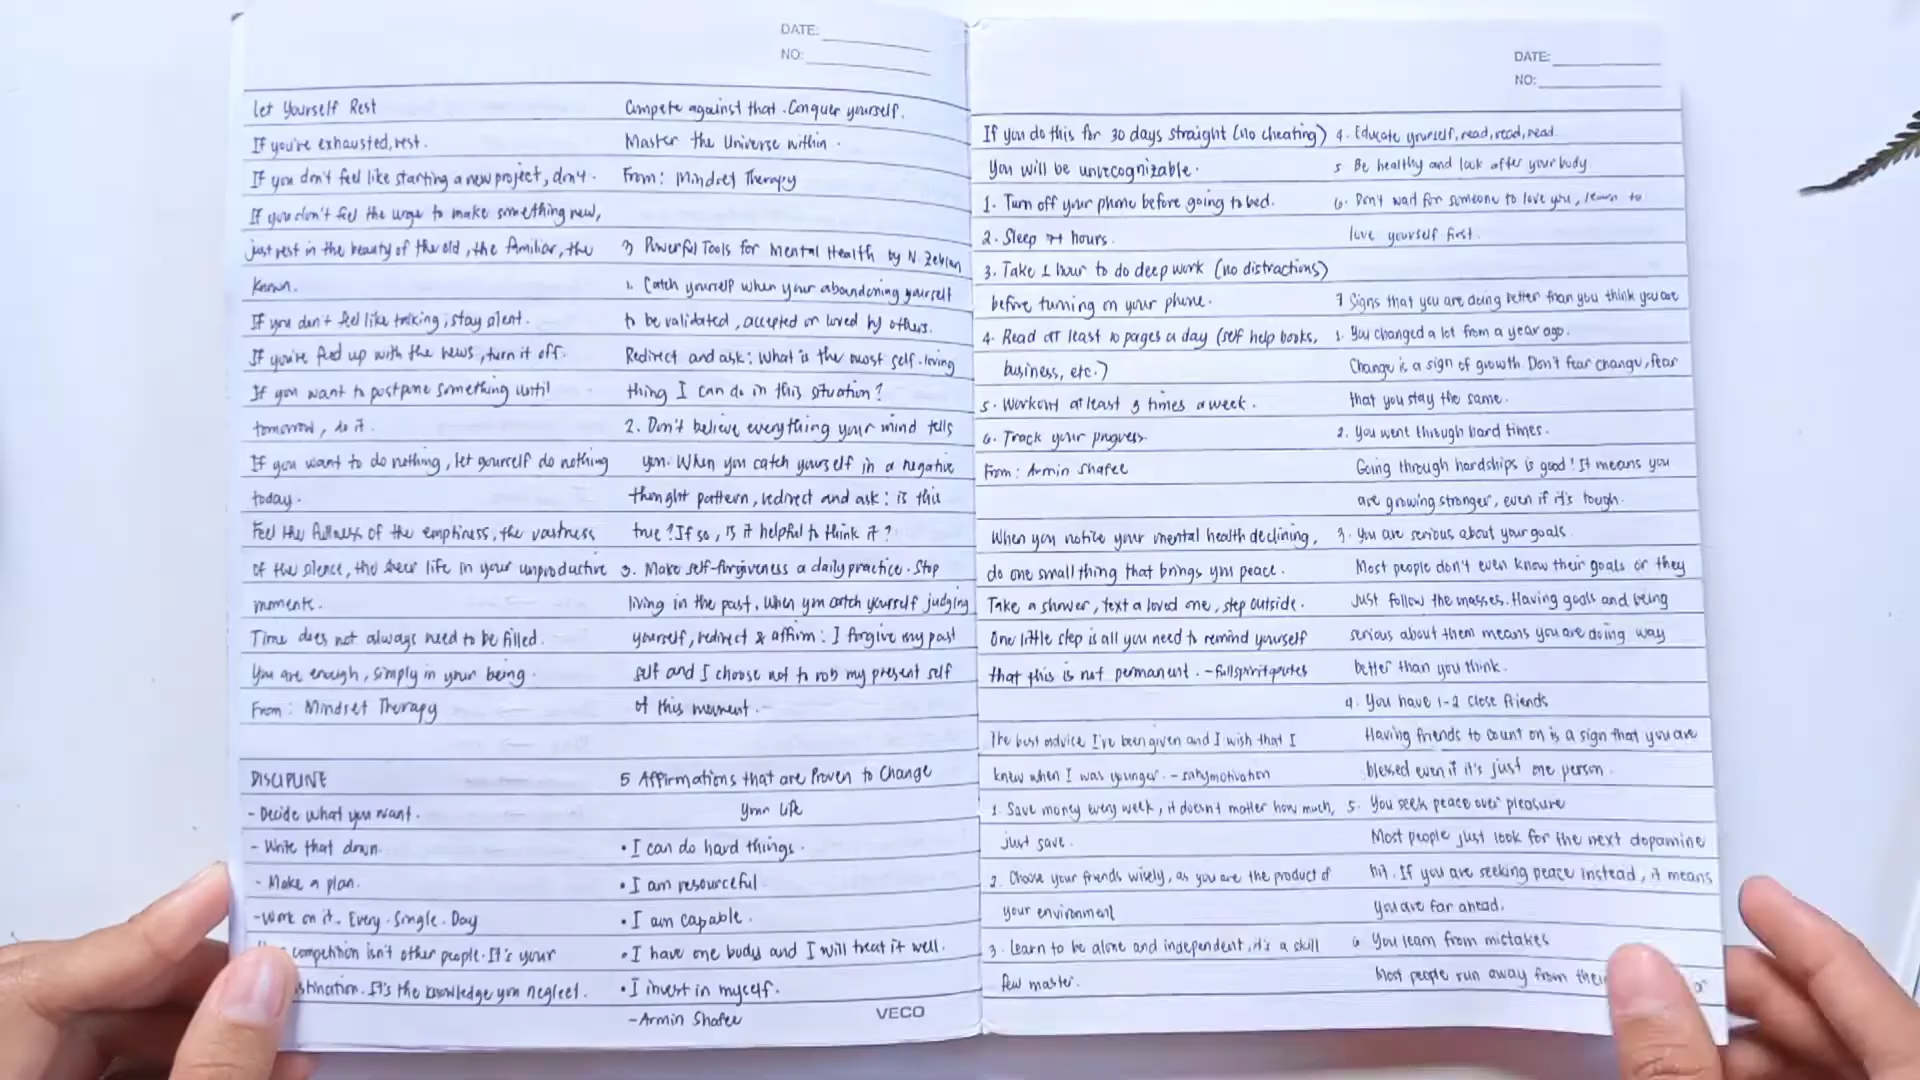 DATE:
NO:
let Yourself Rest
If you're exhausted, rest.
If you don't feel like starting a new project, don't.
If you don't feel the urge to make something new,
just rest in the beauty of the old, the familiar, the
known.
If you don't feel like talking, stay silent.
If you're fed up with the news, turn it off.
If you want to postpone something until
tomorrow, do it.
If you want to do nothing, let yourself do nothing
today.
Feel the fullness of the emptiness, the vastness
of the silence, the sheer life in your unproductive
moments.
Time does not always need to be filled.
You are enough, simply in your being.
From: Mindset Therapy
DISCIPLINE
- Decide what you want.
- Write that down.
- Make a plan.
- Work on it. Every. Single. Day
competition isn't other people. It's your
stination. It's the knowledge you neglect.
Compete against that. Conquer yourself.
Master the Universe within.
From: Mindset Therapy
3 Powerful Tools for Mental Health by N. Zebian
1. Catch yourself when your abandoning yourself
to be validated, accepted or loved by others.
Redirect and ask: What is the most self-loving
thing I can do in this situation?
2. Don't believe everything your mind tells
you. When you catch yourself in a negative
thought pattern, redirect and ask: is this
true? If so, Is it helpful to think it?
3. Make self-forgiveness a daily practice. Stop
living in the past. When you catch yourself judging
yourself, redirect & affirm: I forgive my past
self and I choose not to rob my present self
of this moment.
5 Affirmations that are Proven to Change
Your Life
• I can do hard things.
• I am resourceful.
• I am capable.
• I have one body and I will treat it well.
• I invest in myself.
- Armin Shafee
VECO
DATE:
NO:
If you do this for 30 days straight (no cheating)
You will be unrecognizable.
1. Turn off your phone before going to bed.
2. Sleep 7+ hours.
3. Take 1 hour to do deep work (no distractions)
before turning on your phone.
4. Read at least 10 pages a day (self help books,
business, etc.)
5. Workout at least 3 times a week.
6. Track your progress.
From: Armin Shafee
When you notice your mental health declining,
do one small thing that brings you peace.
Take a shower, text a loved one, step outside.
One little step is all you need to remind yourself
that this is not permanent. - fullspiritquotes
The best advice I've been given and I wish that I
knew when I was younger. -
1. Save money every week, it doesn't matter how much,
just save.
2. Choose your friends wisely, as you are the product of
your environment
3. Learn to be alone and independent, it's a skill
few master.
4. Educate yourself, read, read, read.
5 Be healthy and look after your body.
6. Don't wait for someone to love you, learn to
love yourself first.
7 Signs that you are doing better than you think you are
1. You changed a lot from a year ago.
Change is a sign of growth. Don't fear change, fear
that you stay the same.
2. You went through hard times.
Going through hardships is good! It means you
are growing stronger, even if it's tough.
3. You are serious about your goals
Most people don't even know their goals or they
just follow the masses. Having goals and being
serious about them means you are doing way
better than you think.
4. You have 1-2 close friends
Having friends to count on is a sign that you are
blessed even if it's just one person.
5. You seek peace over pleasure
Most people just look for the next dopamine
hit. If you are seeking peace instead, it means
you are far ahead.
6 You learn from mistakes
Most people run away from their